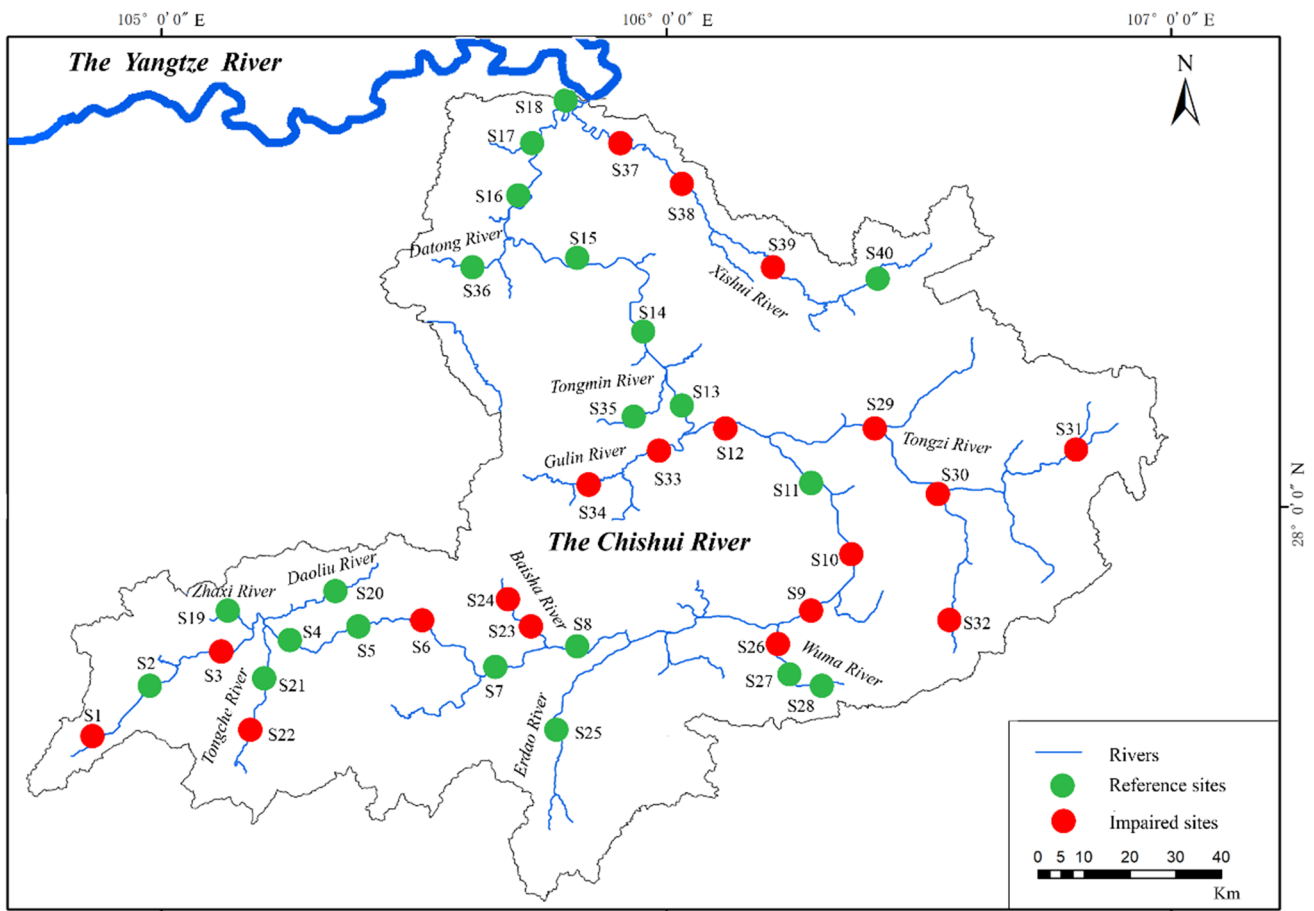 105° 0′0″ E
106° 0′0″ E
107° 0′0″ E
The Yangtze River
N
S18
S17
S37
S16
S38
Datong River
S15
S39
S40
S36
Xishui River
S14
Tongmin River
S13
S35
S29
S31
Tongzi River
S12
Gulin River
S33
S30
S11
S34
28° 0′0″ N
The Chishui River
S10
Baisha River
Daoliu River
Zhaxi River
S20
S24
S9
S19
S4
S5
S6
S23
S8
S32
S2
S3
S26
Wuma River
S21
S7
S27
S28
S1
Tongche River
S22
Erdao River
S25
Rivers
Reference sites
Impaired sites
0 5 10 20 30 40
Km